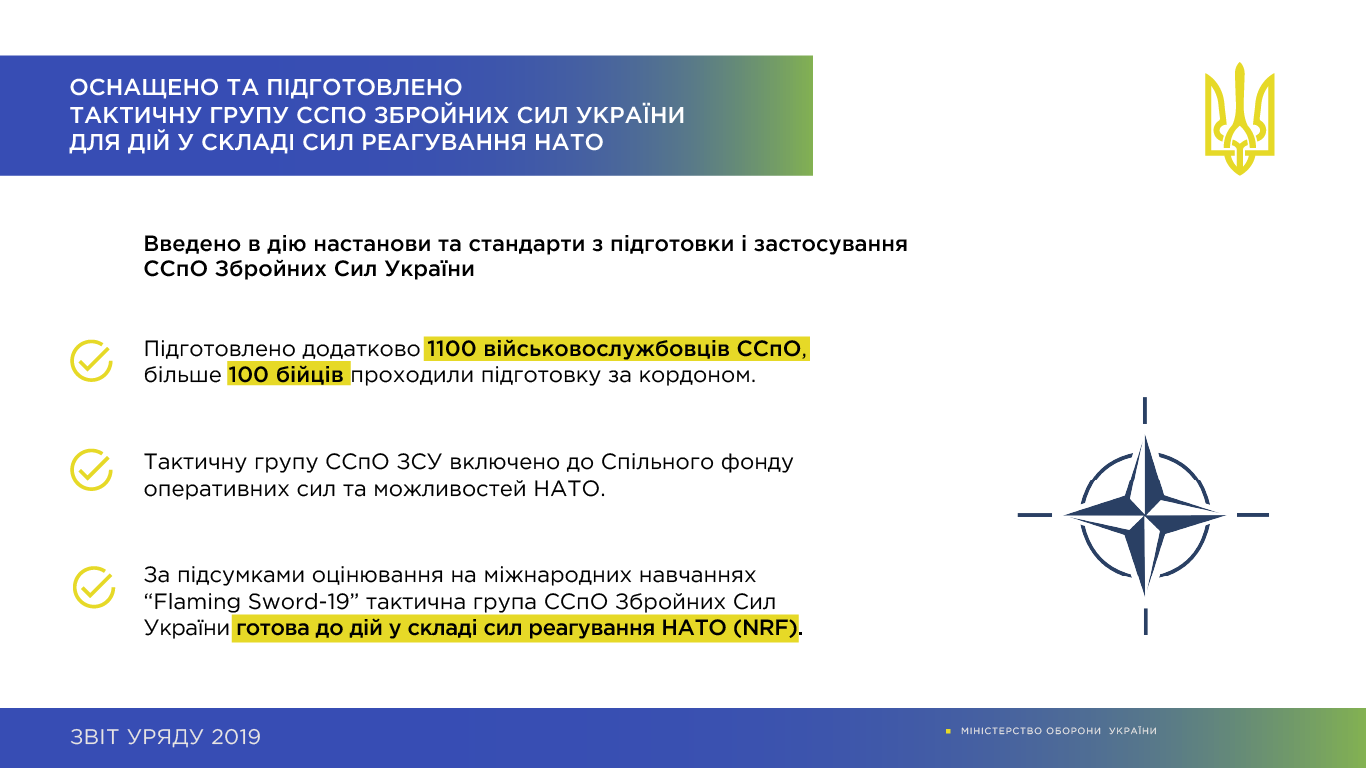 ОСНАЩЕНО ТА ПІДГОТОВЛЕНО
ТАКТИЧНУ ГРУПУ ССПО ЗБРОЙНИХ СИЛ УКРАЇНИ
ДЛЯ ДІЙ У СКЛАДІ СИЛ РЕАГУВАННЯ НАТО
Введено в дію настанови та стандарти з підготовки і застосування
ССпО Збройних Сил України
Підготовлено додатково 1100 військовослужбовців ССпО,
більше 100 бійців проходили підготовку за кордоном.
Тактичну групу ССпО ЗСУ включено до Спільного фонду
оперативних сил та можливостей НАТО.
За підсумками оцінювання на міжнародних навчаннях
“Flaming Sword-19” тактична група ССпО Збройних Сил
України готова до дій у складі сил реагування НАТО (NRF).
ЗВІТ УРЯДУ 2019
МІНІСТЕРСТВО ОБОРОНИ УКРАЇНИ